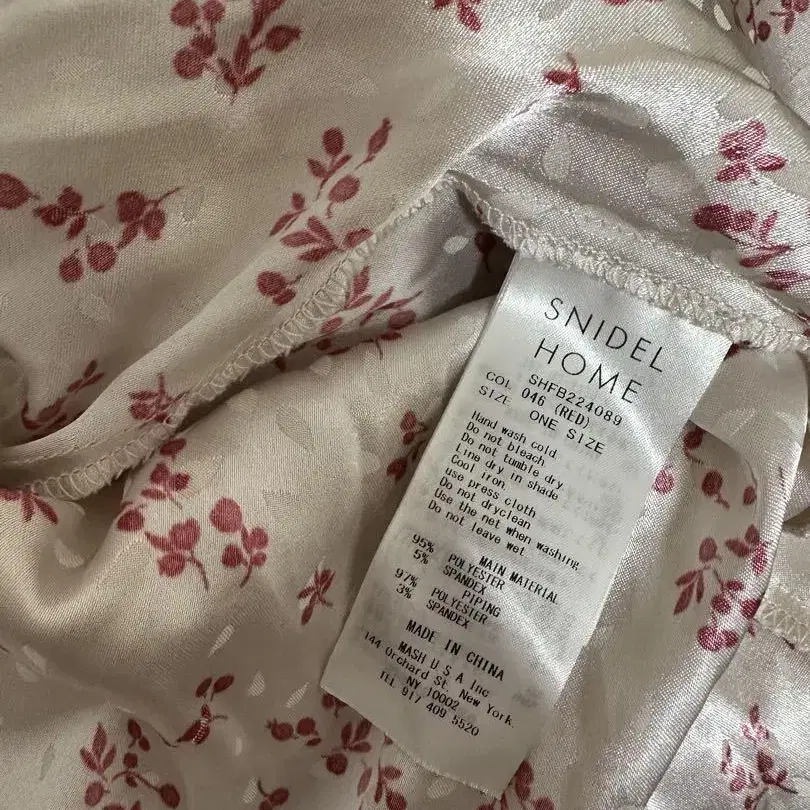 SNIDEL
HOME
SHFB224089
COL 046 (RED)
SIZE ONE SIZE
Hand wash cold
Do not bleach
Do not tumble dry
Line dry in shade
Cool iron
use press cloth
Do not dryclean
Use the net when washing
Do not leave wet
MAIN MATERIAL
95% POLYESTER
5% SPANDEX
PIPING
97% POLYESTER
3% SPANDEX
MADE IN CHINA
MASH U S A Inc
144 Orchard St. New York.
NY 10002
TEL 917 409 5520